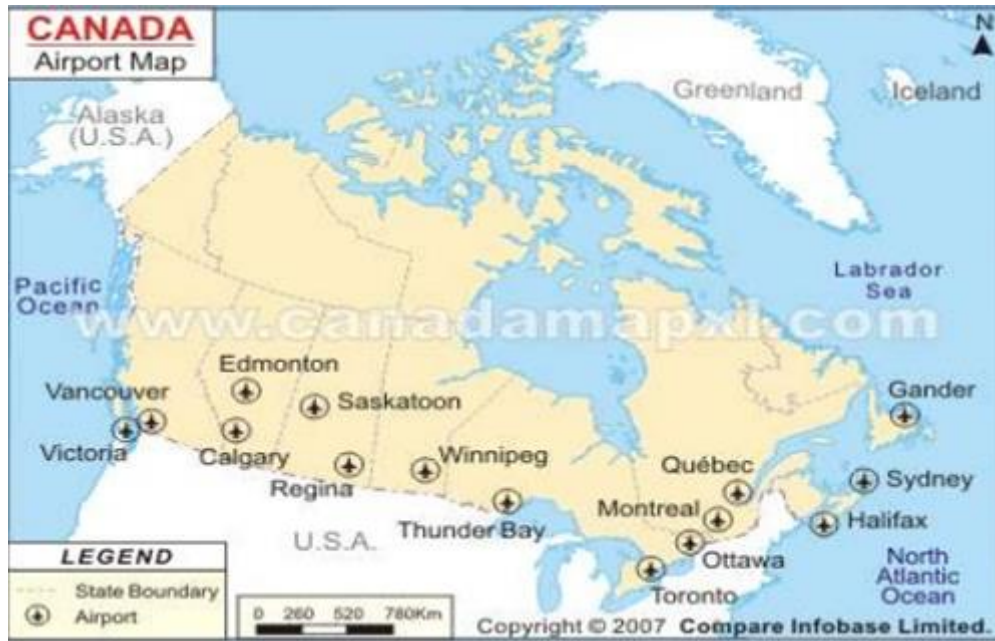 CANADA
Airport Map
N
Alaska
(U.S.A.)
Greenland
Iceland
Pacific
Ocean
Labrador
Sea
www.canadamapxl.com
Edmonton
Vancouver
Saskatoon
Gander
Victoria
Calgary
Winnipeg
Québec
Sydney
Regina
Montreal
Halifax
Thunder Bay
U.S.A.
Ottawa
North
Atlantic
Ocean
Toronto
LEGEND
State Boundary
Airport
0 260 520 780Km
Copyright © 2007 Compare Infobase Limited.